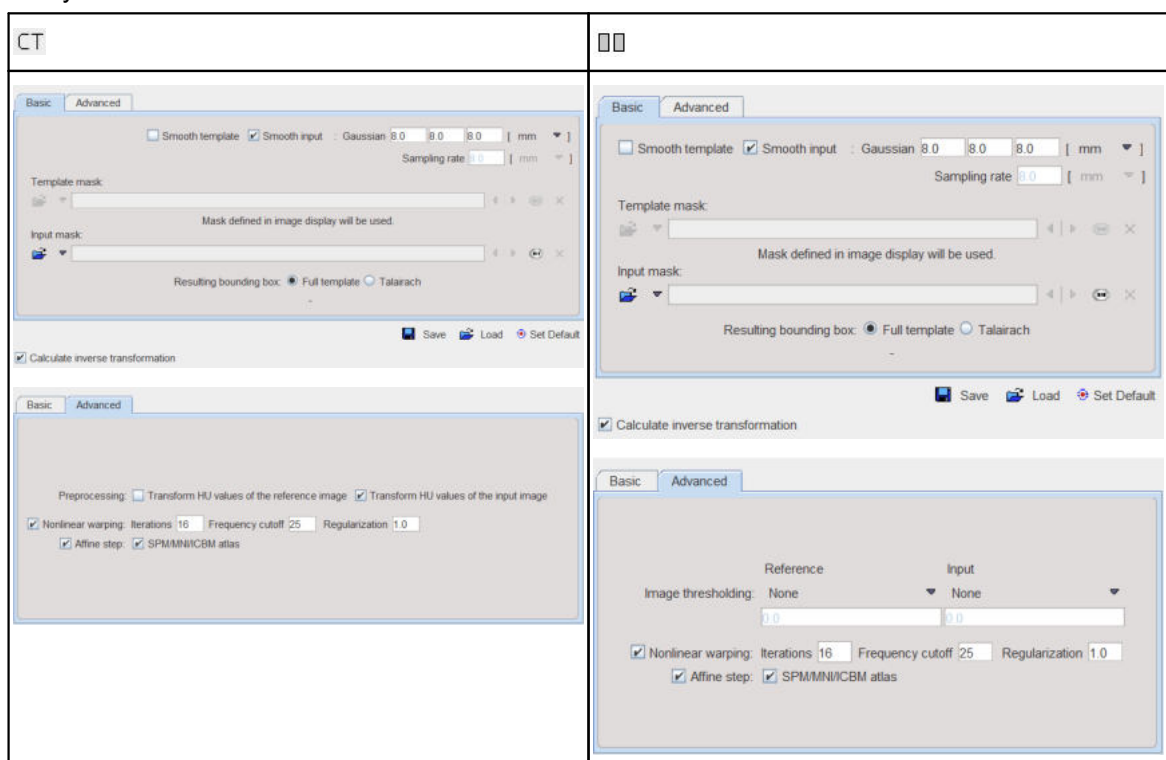 CT
Basic Advanced
Smooth template Smooth input : Gaussian 8.0 8.0 8.0 [ mm ]
Sampling rate 8.0 [ mm ]
Template mask:
Mask defined in image display will be used.
Input mask:
Resulting bounding box: Full template Talairach
-
Save Load Set Default
Calculate inverse transformation
Basic Advanced
Preprocessing: Transform HU values of the reference image Transform HU values of the input image
Nonlinear warping: Iterations 16 Frequency cutoff 25 Regularization 1.0
Affine step: SPM/MNI/ICBM atlas
Basic Advanced
Smooth template Smooth input : Gaussian 8.0 8.0 8.0 [ mm ]
Sampling rate 8.0 [ mm ]
Template mask:
Mask defined in image display will be used.
Input mask:
Resulting bounding box: Full template Talairach
-
Save Load Set Default
Calculate inverse transformation
Basic Advanced
Reference Input
Image thresholding: None None
0.0 0.0
Nonlinear warping: Iterations 16 Frequency cutoff 25 Regularization 1.0
Affine step: SPM/MNI/ICBM atlas